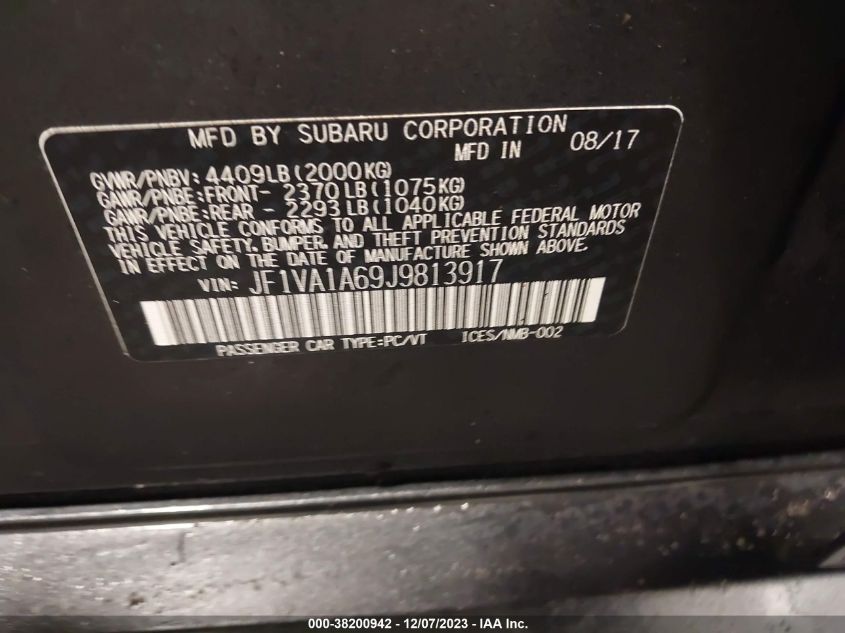 MFD BY SUBARU CORPORATION
MFD IN 08/17
GVWR/PNBV: 4409LB(2000KG)
GAWR/PNBE:FRONT- 2370LB(1075KG)
GAWR/PNBE:REAR - 2293LB(1040KG)
THIS VEHICLE CONFORMS TO ALL APPLICABLE FEDERAL MOTOR
VEHICLE SAFETY, BUMPER, AND THEFT PREVENTION STANDARDS
IN EFFECT ON THE DATE OF MANUFACTURE SHOWN ABOVE.
VIN: JF1VA1A69J9813917
PASSENGER CAR TYPE:PC/VT ICES/NMB-002
000-38200942 - 12/07/2023 - IAA Inc.